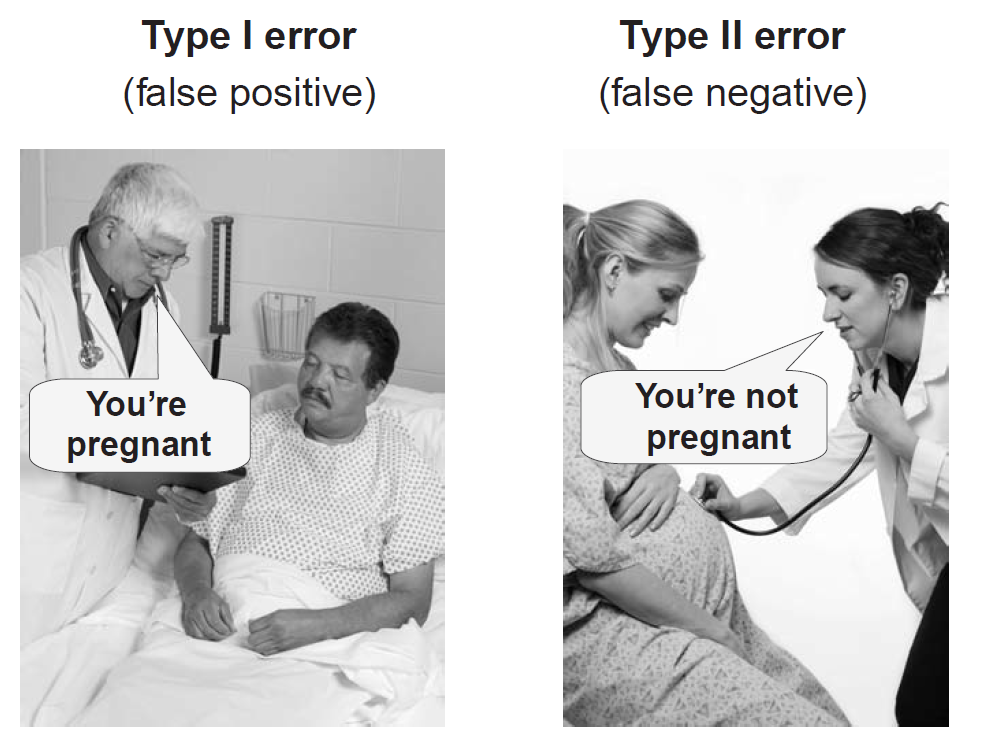 Type I error
(false positive)
You’re
pregnant
Type II error
(false negative)
You’re not
pregnant